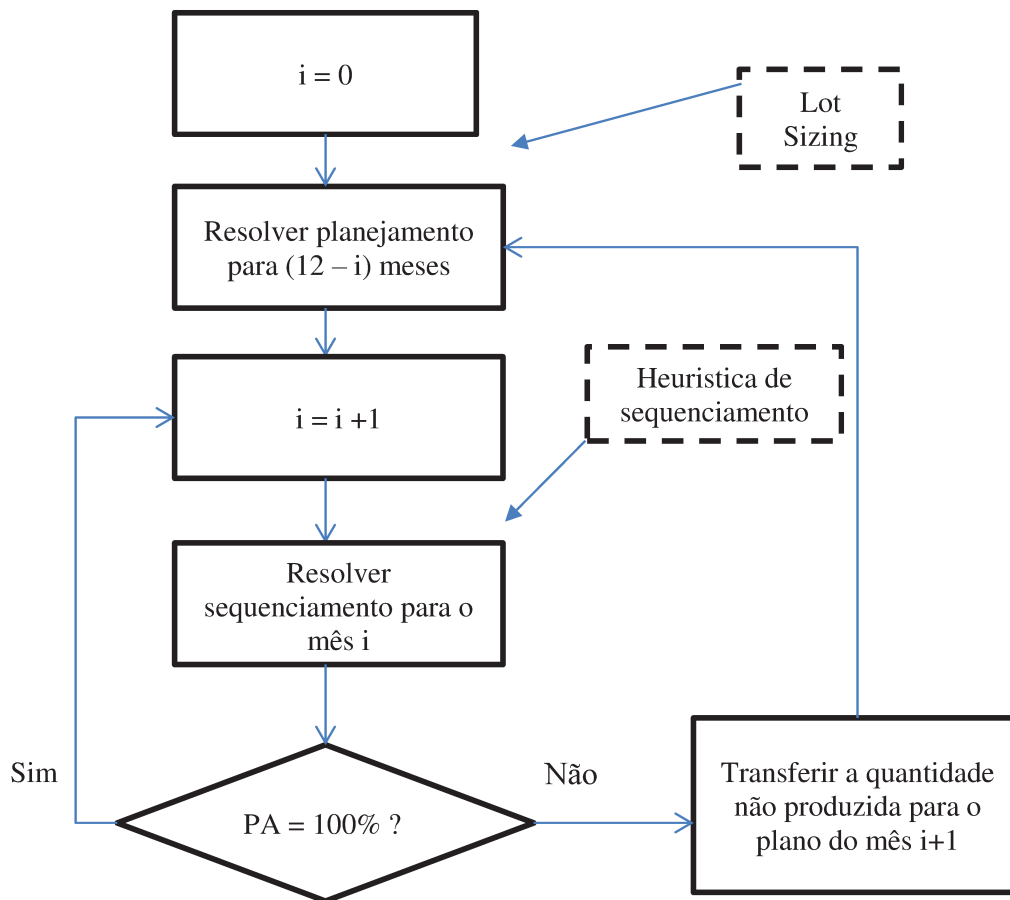 i = 0
Lot
Sizing
Resolver planejamento
para (12 – i) meses
Heuristica de
sequenciamento
i = i +1
Resolver
sequenciamento para o
mês i
Sim
PA = 100% ?
Não
Transferir a quantidade
não produzida para o
plano do mês i+1